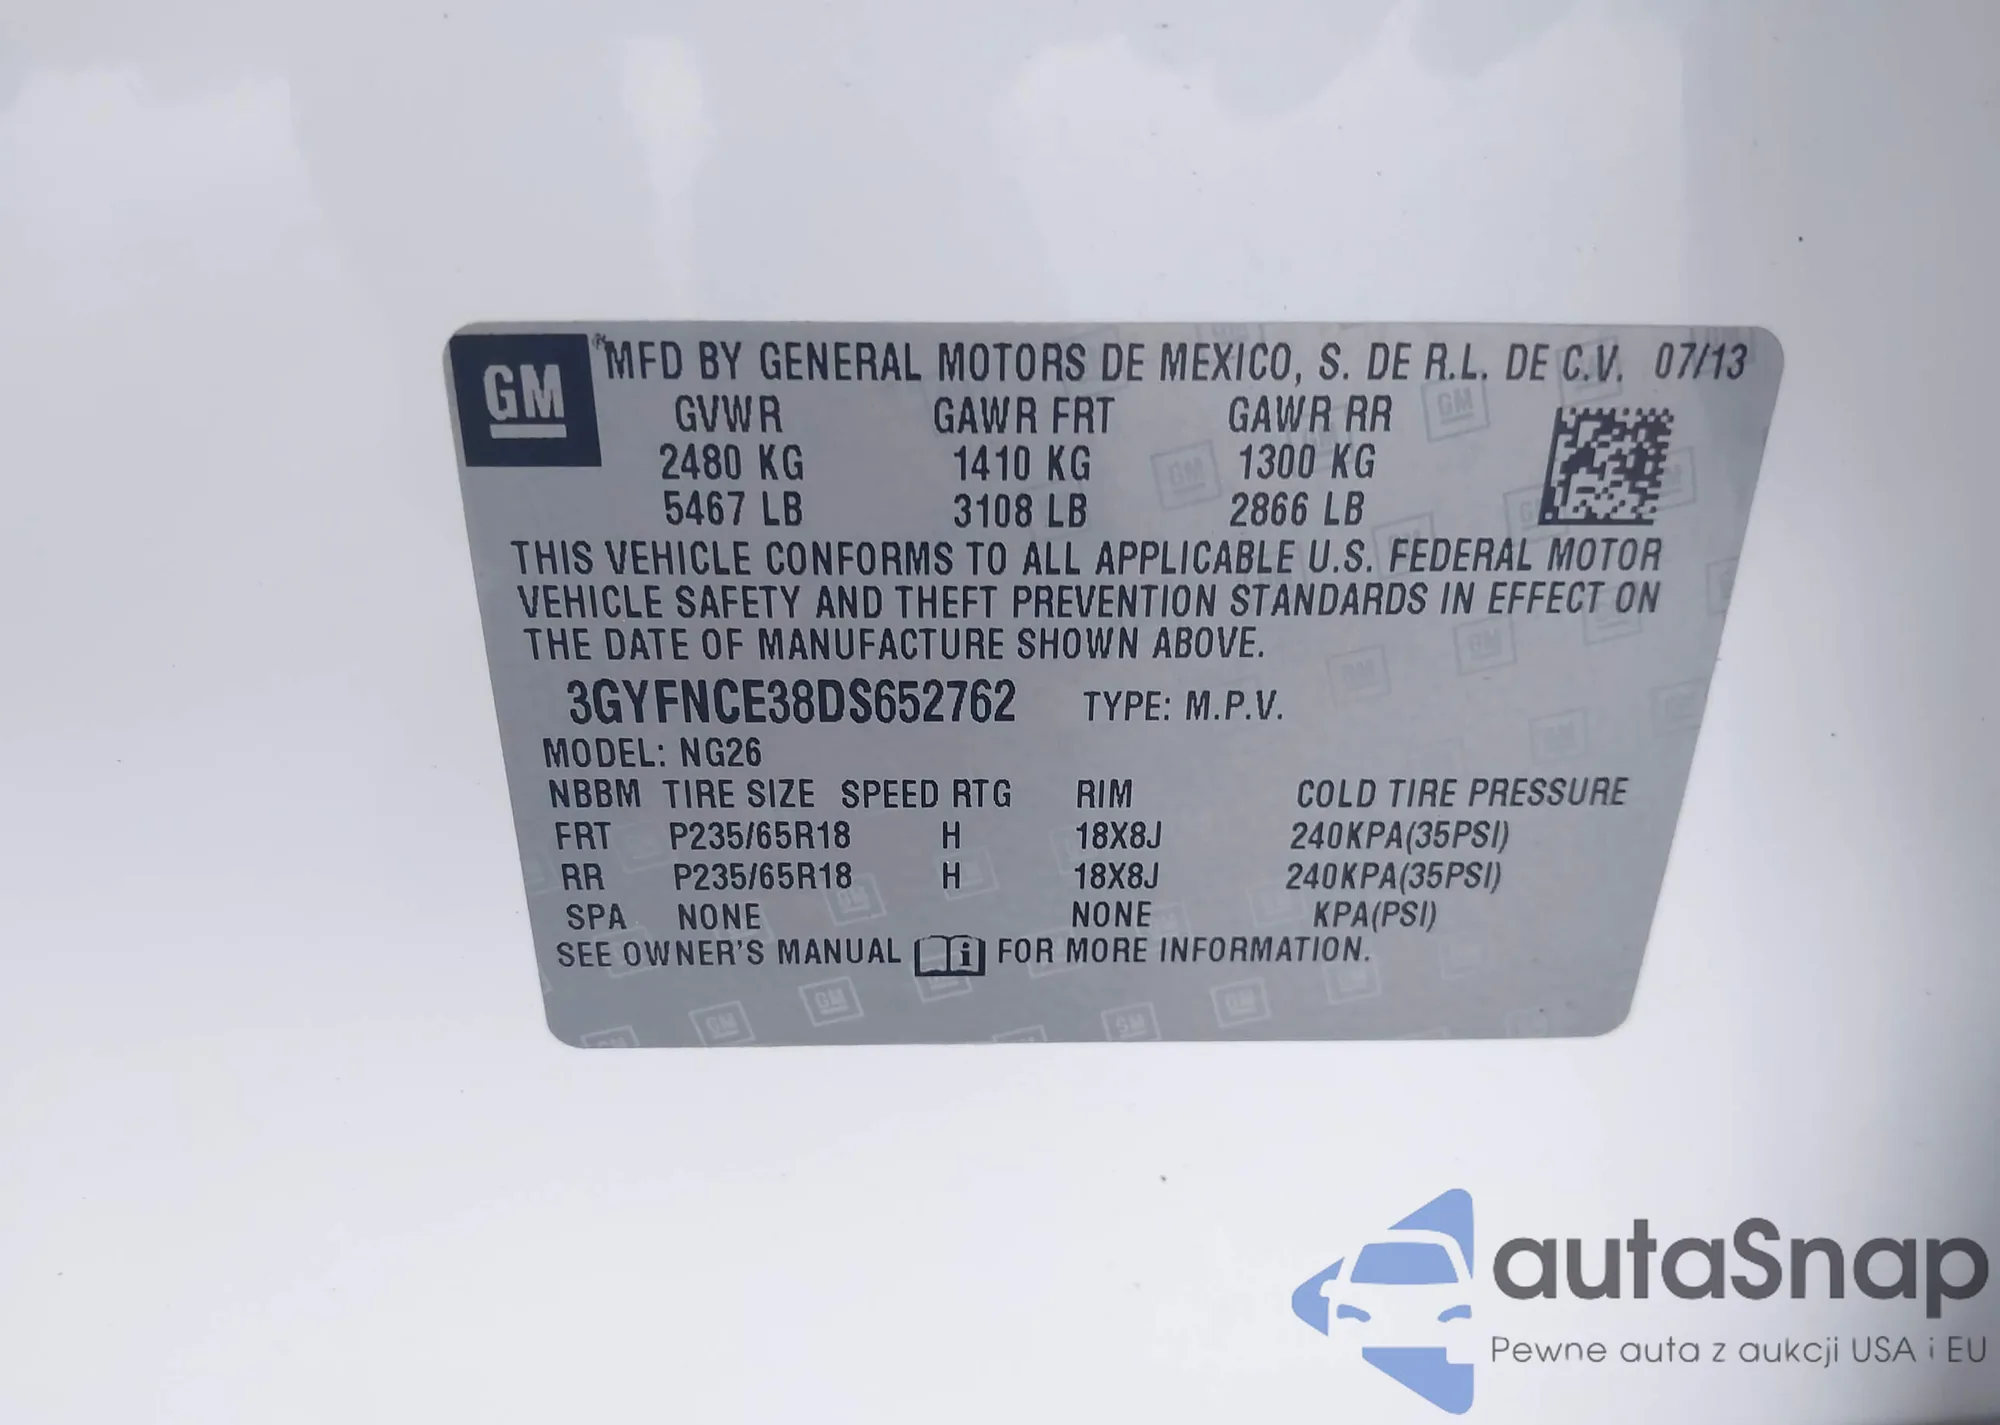 GM
MFD BY GENERAL MOTORS DE MEXICO, S. DE R.L. DE C.V. 07/13
GVWR GAWR FRT GAWR RR
2480 KG 1410 KG 1300 KG
5467 LB 3108 LB 2866 LB
THIS VEHICLE CONFORMS TO ALL APPLICABLE U.S. FEDERAL MOTOR
VEHICLE SAFETY AND THEFT PREVENTION STANDARDS IN EFFECT ON
THE DATE OF MANUFACTURE SHOWN ABOVE.
3GYFNCE38DS652762 TYPE: M.P.V.
MODEL: NG26
NBBM TIRE SIZE SPEED RTG RIM COLD TIRE PRESSURE
FRT P235/65R18 H 18X8J 240KPA(35PSI)
RR P235/65R18 H 18X8J 240KPA(35PSI)
SPA NONE NONE KPA(PSI)
SEE OWNER'S MANUAL i FOR MORE INFORMATION.
autaSnap
Pewne auta z aukcji USA i EU